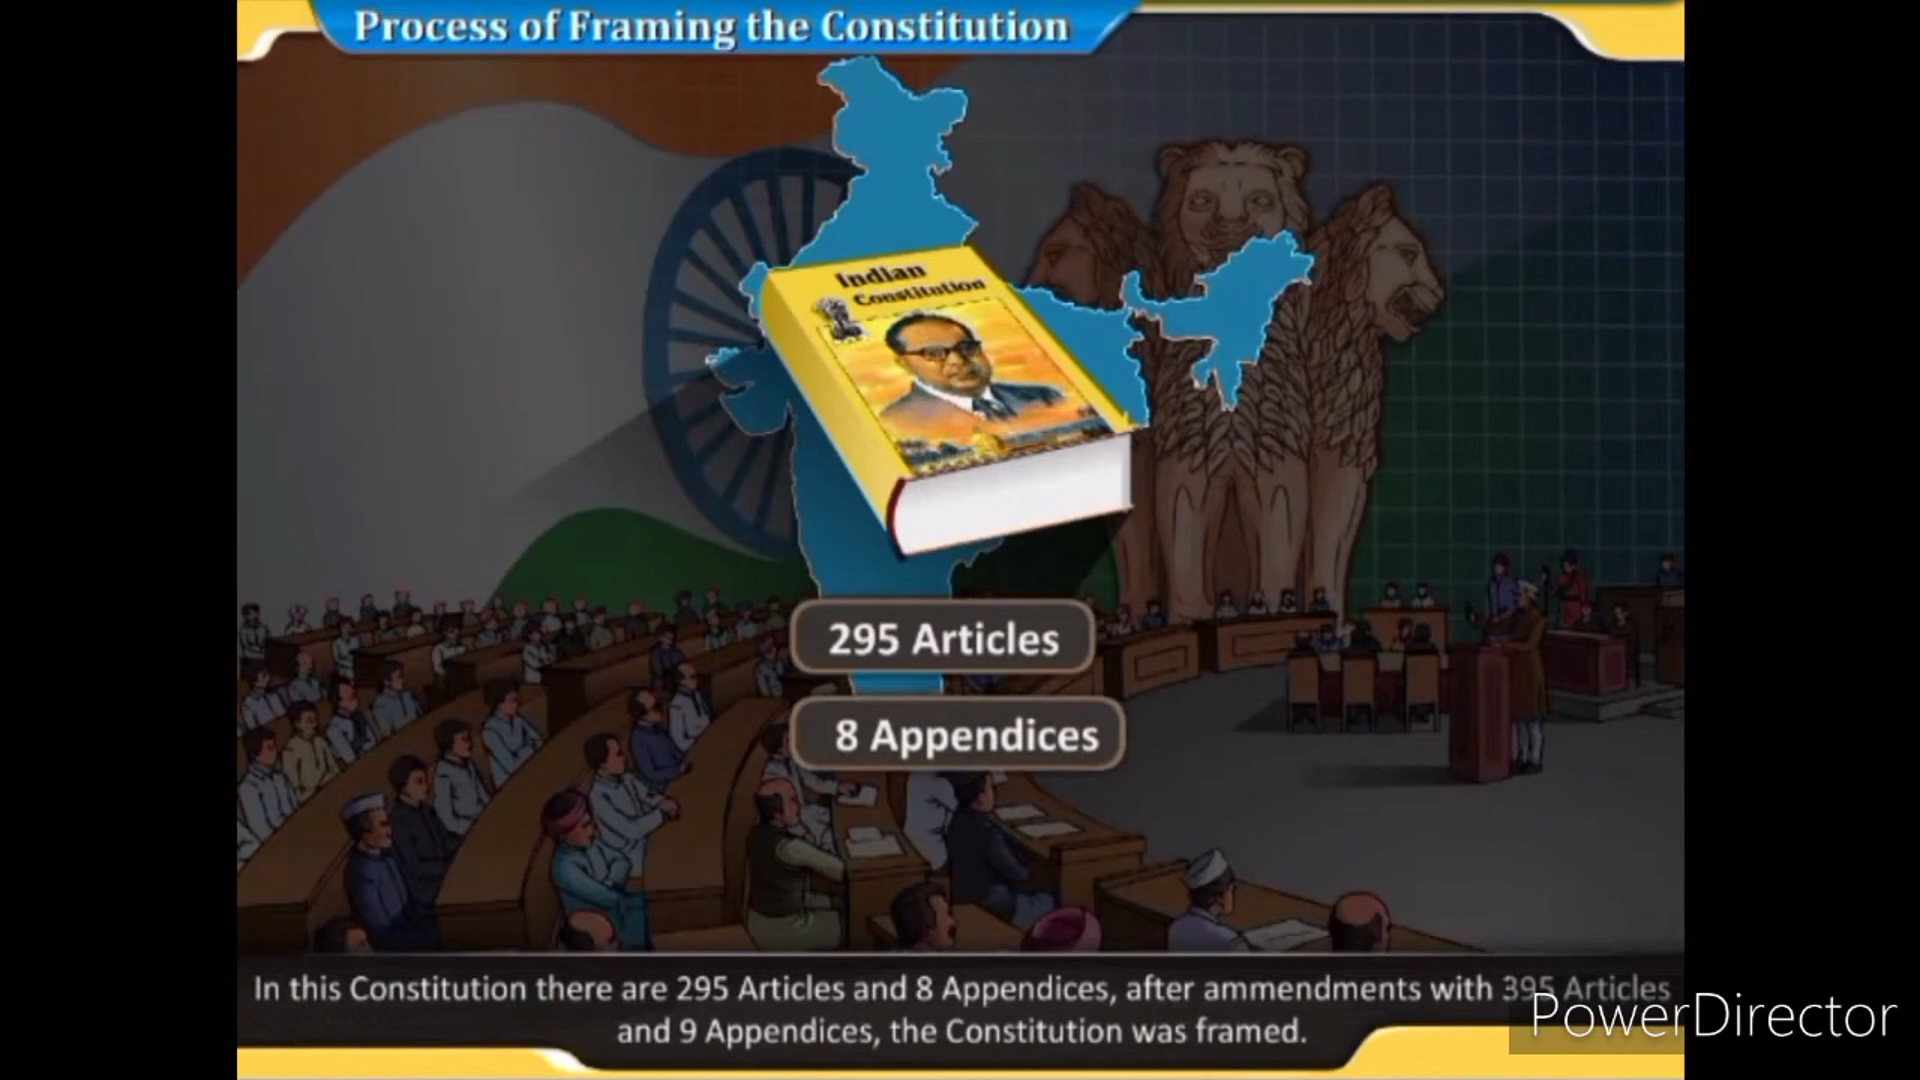 Process of Framing the Constitution
Indian
Constitution
295 Articles
8 Appendices
In this Constitution there are 295 Articles and 8 Appendices, after ammendments with 395 Articles
and 9 Appendices, the Constitution was framed.
PowerDirector